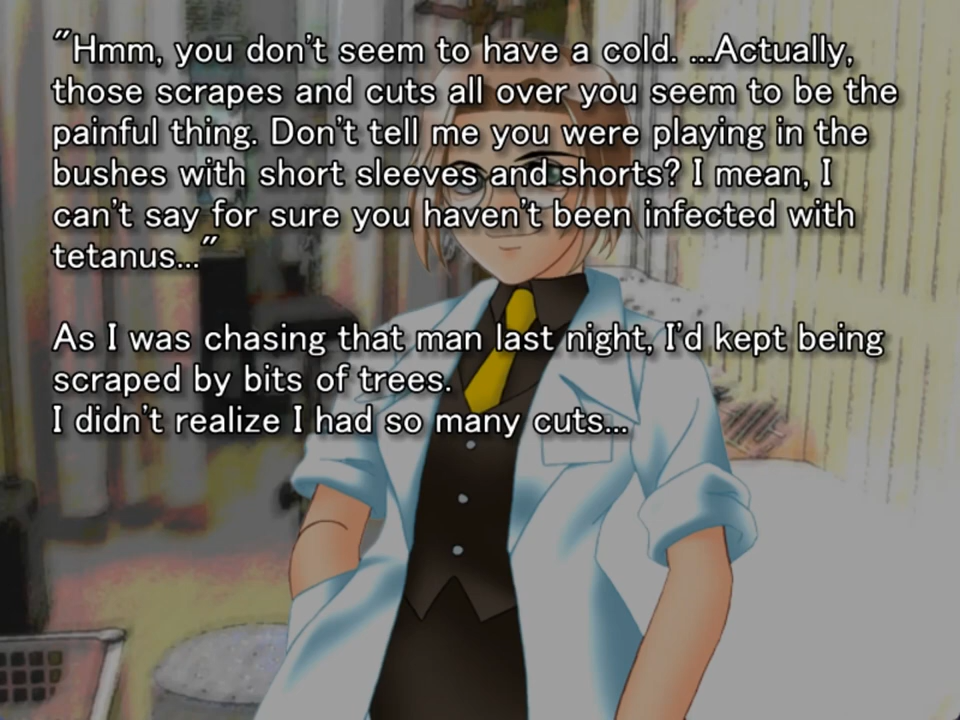 "Hmm, you don't seem to have a cold. ...Actually,
those scrapes and cuts all over you seem to be the
painful thing. Don't tell me you were playing in the
bushes with short sleeves and shorts? I mean, I
can't say for sure you haven't been infected with
tetanus..."
As I was chasing that man last night, I'd kept being
scraped by bits of trees.
I didn't realize I had so many cuts...